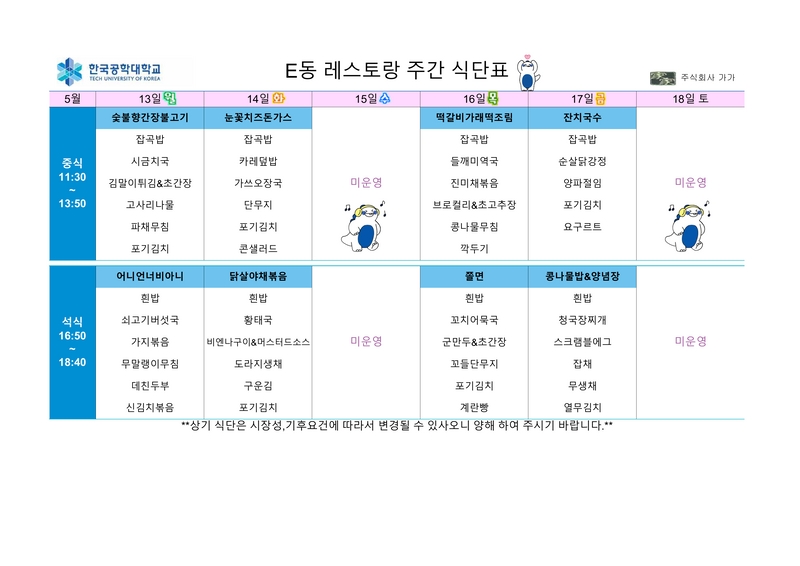 한국공학대학교
TECH UNIVERSITY OF KOREA
E동 레스토랑 주간 식단표
주식회사 가가
5월 13일 월 14일 화 15일 수 16일 목 17일 금 18일 토
중식
11:30
~
13:50
숯불향간장불고기 눈꽃치즈돈가스 떡갈비가래떡조림 잔치국수
잡곡밥 잡곡밥 잡곡밥 잡곡밥
시금치국 카레덮밥 들깨미역국 순살닭강정
김말이튀김&초간장 가쓰오장국 미운영 진미채볶음 양파절임 미운영
고사리나물 단무지 브로컬리&초고추장 포기김치
파채무침 포기김치 콩나물무침 요구르트
포기김치 콘샐러드 깍두기
석식
16:50
~
18:40
어니언너비아니 닭살야채볶음 쫄면 콩나물밥&양념장
흰밥 흰밥 흰밥 흰밥
쇠고기버섯국 황태국 꼬치어묵국 청국장찌개
가지볶음 비엔나구이&머스터드소스 미운영 군만두&초간장 스크램블에그 미운영
무말랭이무침 도라지생채 꼬들단무지 잡채
데친두부 구운김 포기김치 무생채
신김치볶음 포기김치 계란빵 열무김치
**상기 식단은 시장성,기후요건에 따라서 변경될 수 있사오니 양해 하여 주시기 바랍니다.**